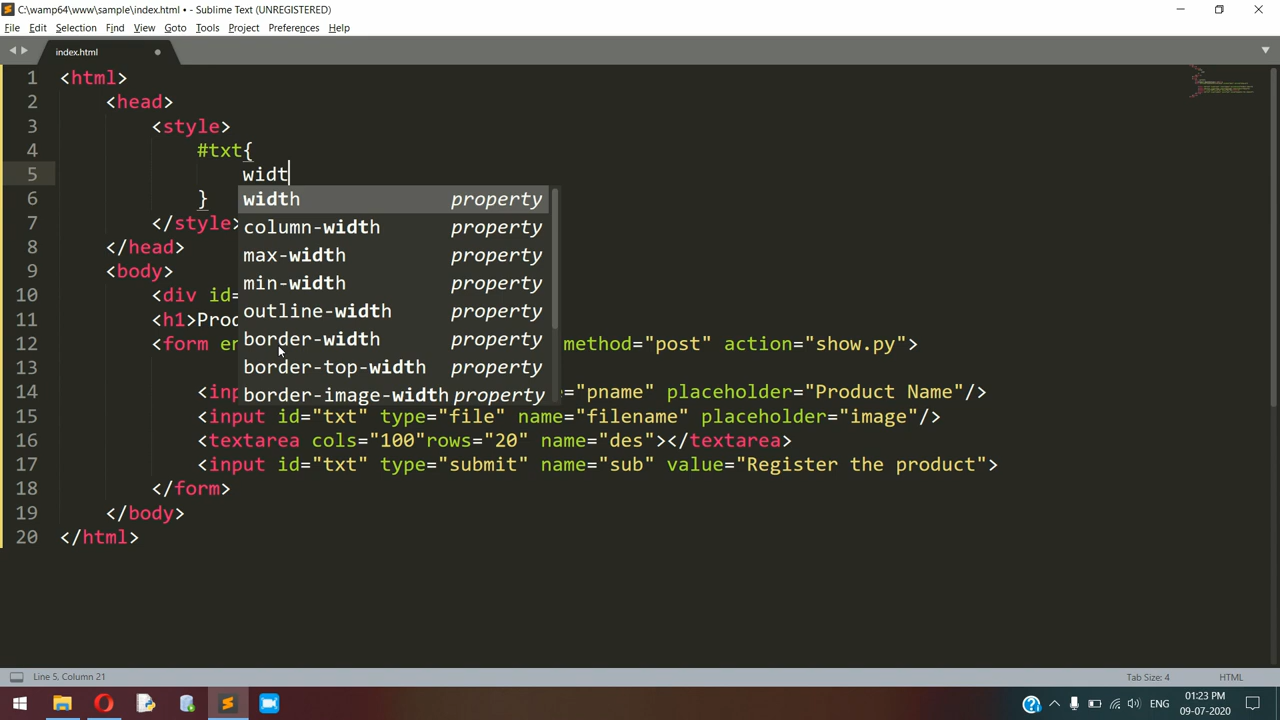 C:\wamp64\www\sample\index.html • - Sublime Text (UNREGISTERED)
File Edit Selection Find View Goto Tools Project Preferences Help
index.html
1 <html>
2 <head>
3 <style>
4 #txt{
5 widt
6 }
7 </style>
8 </head>
9 <body>
10 <div id=
11 <h1>Prod
12 <form en method="post" action="show.py">
13
14 <inp ="pname" placeholder="Product Name"/>
15 <input id="txt" type="file" name="filename" placeholder="image"/>
16 <textarea cols="100"rows="20" name="des"></textarea>
17 <input id="txt" type="submit" name="sub" value="Register the product">
18 </form>
19 </body>
20 </html>
width property
column-width property
max-width property
min-width property
outline-width property
border-width property
border-top-width property
border-image-width property
Line 5, Column 21 Tab Size: 4 HTML
ENG 01:23 PM
09-07-2020